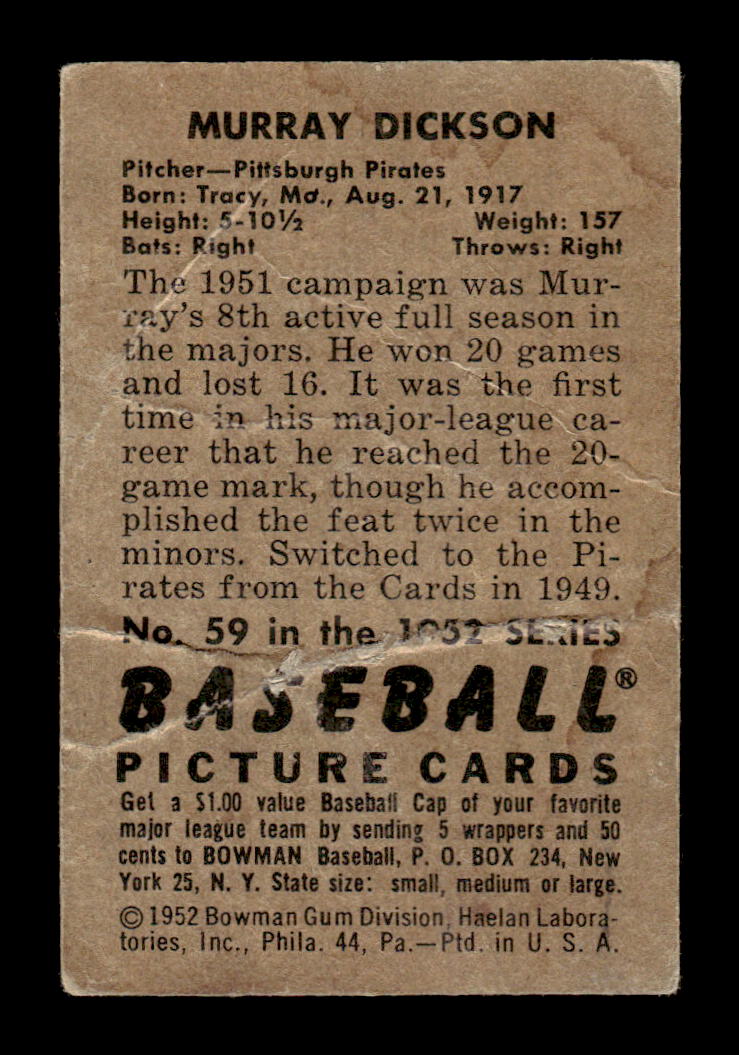 MURRAY DICKSON
Pitcher—Pittsburgh Pirates
Born: Tracy, Mo., Aug. 21, 1917
Height: 5-10½ Weight: 157
Bats: Right Throws: Right
The 1951 campaign was Mur-
ray's 8th active full season in
the majors. He won 20 games
and lost 16. It was the first
time in his major-league ca-
reer that he reached the 20-
game mark, though he accom-
plished the feat twice in the
minors. Switched to the Pi-
rates from the Cards in 1949.
No. 59 in the 1952 SERIES
BASEBALL®
PICTURE CARDS
Get a $1.00 value Baseball Cap of your favorite
major league team by sending 5 wrappers and 50
cents to BOWMAN Baseball, P. O. BOX 234, New
York 25, N. Y. State size: small, medium or large.
©1952 Bowman Gum Division, Haelan Labora-
tories, Inc., Phila. 44, Pa.—Ptd. in U. S. A.